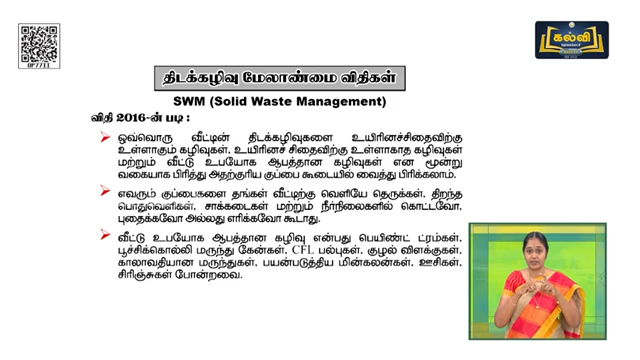 கல்வி
DP7/11
திடக்கழிவு மேலாண்மை விதிகள்
SWM (Solid Waste Management)
விதி 2016-ன் படி :
ஒவ்வொரு வீட்டின் திடக்கழிவுகளை உயிரினச்சிதைவிற்கு
உள்ளாகும் கழிவுகள், உயிரினச் சிதைவிற்கு உள்ளாகாத கழிவுகள்
மற்றும் வீட்டு உபயோக ஆபத்தான கழிவுகள் என மூன்று
வகையாக பிரித்து அதற்குரிய குப்பை கூடையில் வைத்து பிரிக்கலாம்.
எவரும் குப்பைகளை தங்கள் வீட்டிற்கு வெளியே தெருக்கள், திறந்த
பொதுவெளிகள், சாக்கடைகள் மற்றும் நீர்நிலைகளில் கொட்டவோ,
புதைக்கவோ அல்லது எரிக்கவோ கூடாது.
வீட்டு உபயோக ஆபத்தான கழிவு என்பது பெயிண்ட் ட்ரம்கள்,
பூச்சிக்கொல்லி மருந்து கேன்கள், CFL பல்புகள், குழல் விளக்குகள்,
காலாவதியான மருந்துகள், பயன்படுத்திய மின்கலன்கள், ஊசிகள்,
சிரிஞ்சுகள் போன்றவை.